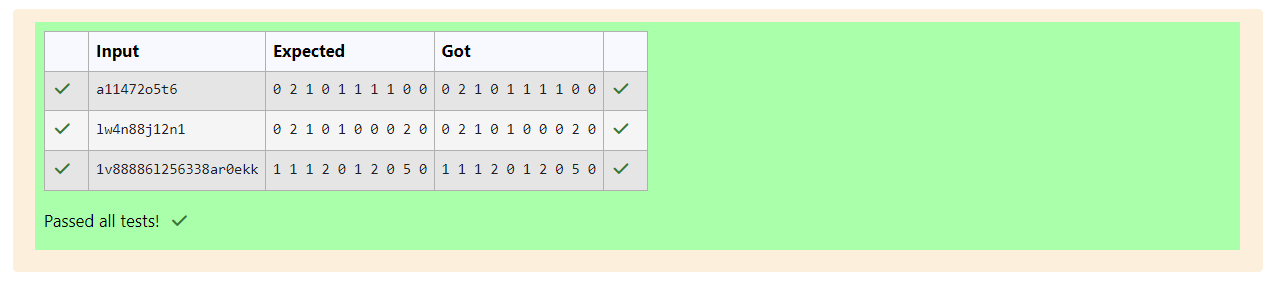 Input Expected Got
a11472o5t6 0 2 1 0 1 1 1 1 0 0 0 2 1 0 1 1 1 1 0 0
lw4n88j12n1 0 2 1 0 1 0 0 0 2 0 0 2 1 0 1 0 0 0 2 0
1v888861256338ar0ekk 1 1 1 2 0 1 2 0 5 0 1 1 1 2 0 1 2 0 5 0
Passed all tests!